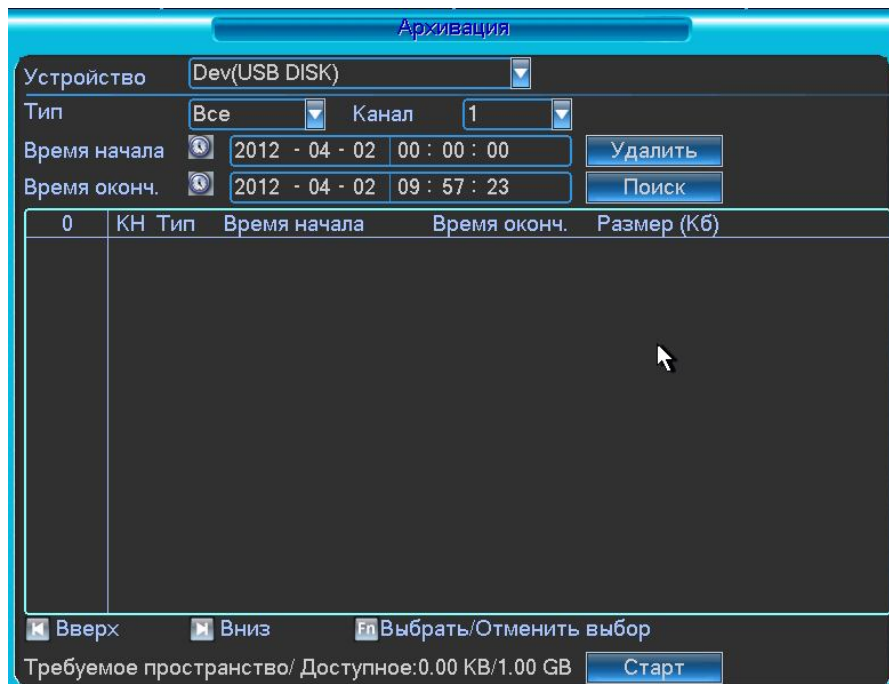 Архивация
Устройство Dev(USB DISK)
Тип Все Канал 1
Время начала 2012 - 04 - 02 00 : 00 : 00 Удалить
Время оконч. 2012 - 04 - 02 09 : 57 : 23 Поиск
0 КН Тип Время начала Время оконч. Размер (Кб)
Вверх Вниз Fn Выбрать/Отменить выбор
Требуемое пространство/ Доступное:0.00 KB/1.00 GB Старт